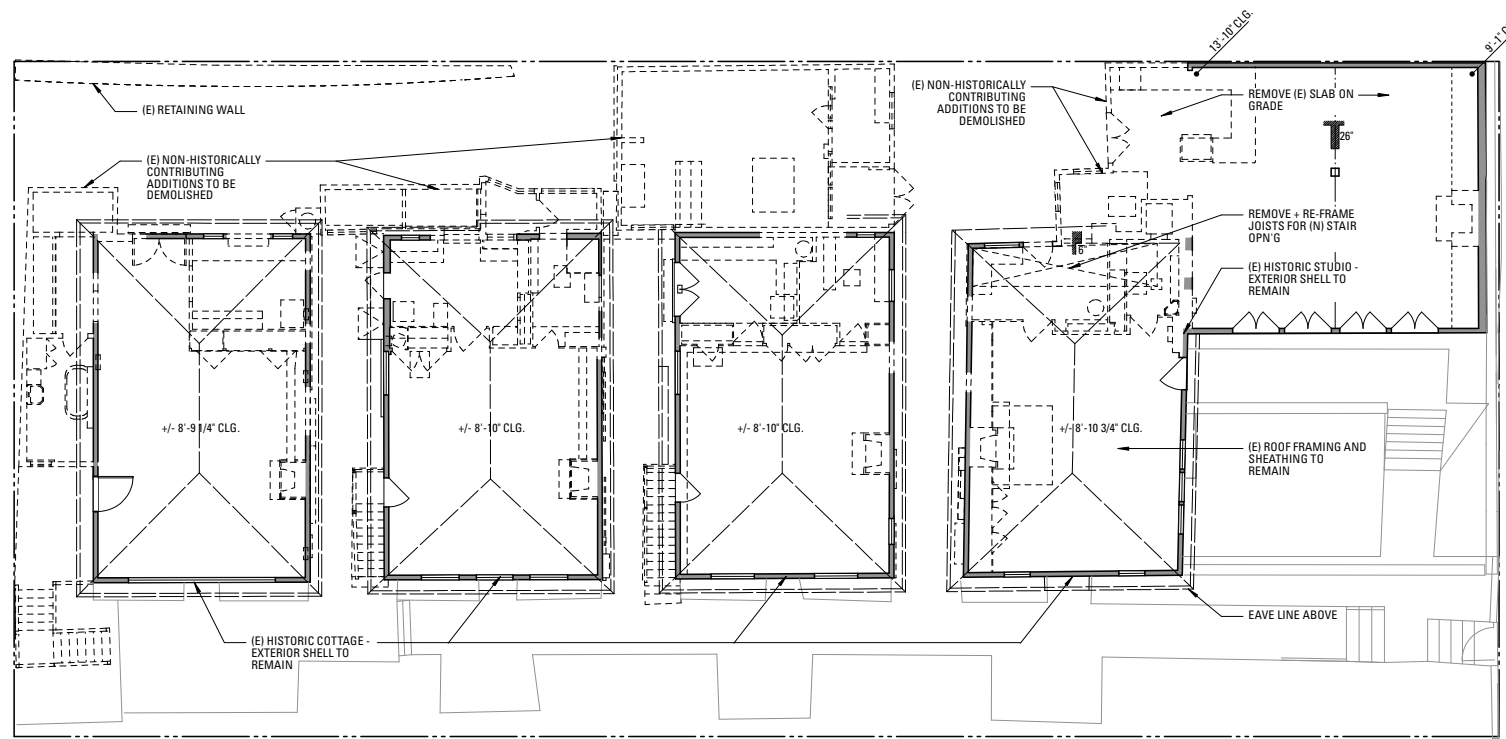 13'-10" CLG.
(E) RETAINING WALL
(E) NON-HISTORICALLY
CONTRIBUTING
ADDITIONS TO BE
DEMOLISHED
REMOVE (E) SLAB ON
GRADE
26"
(E) NON-HISTORICALLY
CONTRIBUTING
ADDITIONS TO BE
DEMOLISHED
REMOVE + RE-FRAME
JOISTS FOR (N) STAIR
OPN'G
(E) HISTORIC STUDIO -
EXTERIOR SHELL TO
REMAIN
+/- 8'-9 1/4" CLG.
+/- 8'-10" CLG.
+/- 8'-10" CLG.
+/- 8'-10 3/4" CLG.
(E) ROOF FRAMING AND
SHEATHING TO
REMAIN
EAVE LINE ABOVE
(E) HISTORIC COTTAGE -
EXTERIOR SHELL TO
REMAIN